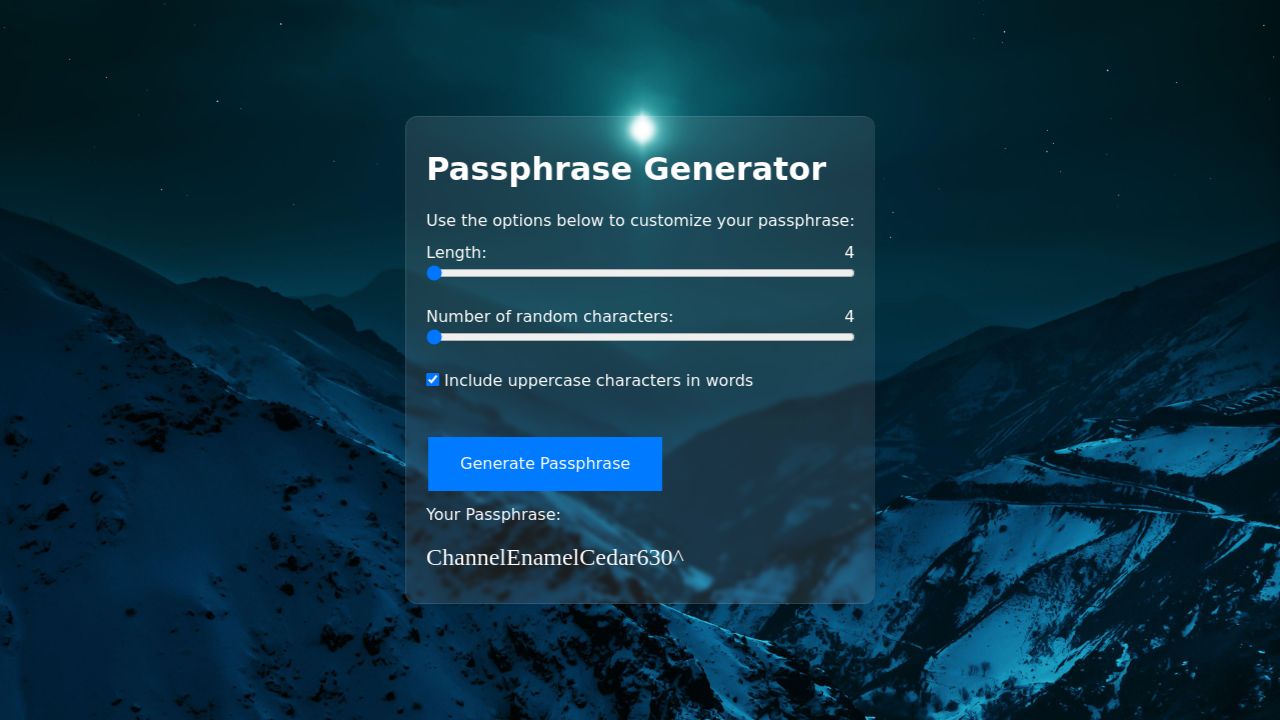 Passphrase Generator
Use the options below to customize your passphrase:
Length: 4
Number of random characters: 4
Include uppercase characters in words
Generate Passphrase
Your Passphrase:
ChannelEnamelCedar630^